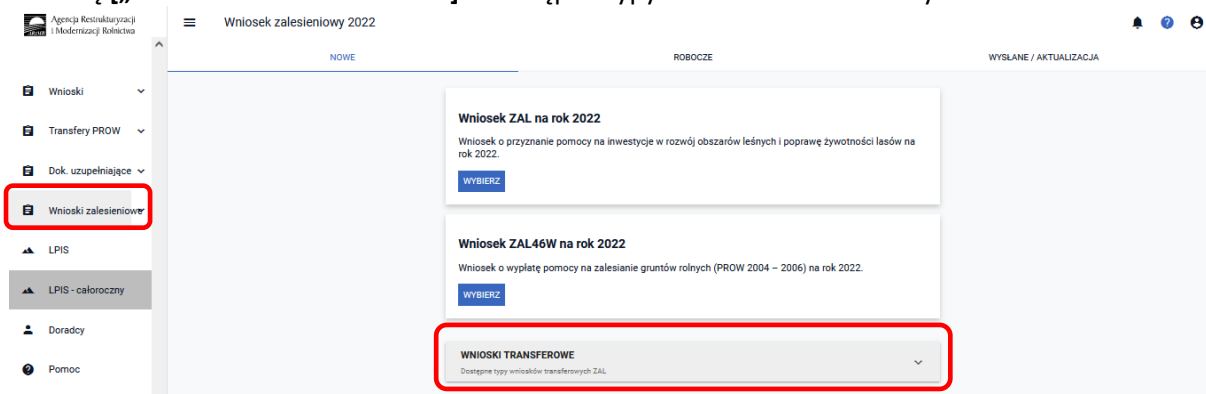 Agencja Restrukturyzacji
i Modernizacji Rolnictwa
Wniosek zalesieniowy 2022
NOWE
ROBOCZE
WYSŁANE / AKTUALIZACJA
Wnioski
Transfery PROW
Dok. uzupełniające
Wnioski zalesieniowe
LPIS
LPIS - całoroczny
Doradcy
Pomoc
Wniosek ZAL na rok 2022
Wniosek o przyznanie pomocy na inwestycje w rozwój obszarów leśnych i poprawę żywotności lasów na
rok 2022.
WYBIERZ
Wniosek ZAL46W na rok 2022
Wniosek o wypłatę pomocy na zalesianie gruntów rolnych (PROW 2004 – 2006) na rok 2022.
WYBIERZ
WNIOSKI TRANSFEROWE
Dostępne typy wniosków transferowych ZAL